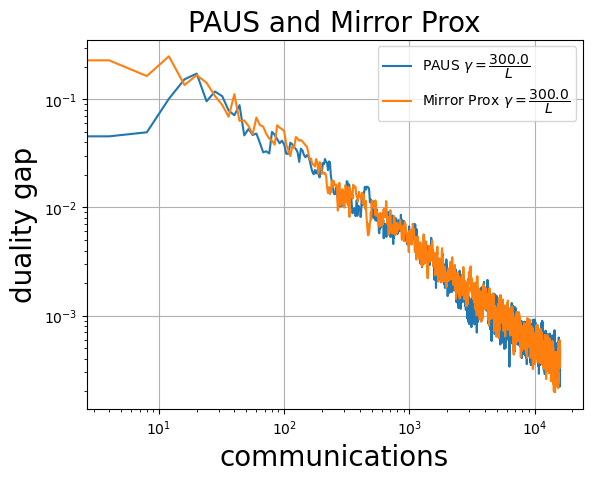 PAUS and Mirror Prox
PAUS γ = 300.0/L
Mirror Prox γ = 300.0/L
duality gap
10⁻¹
10⁻²
10⁻³
10¹ 10² 10³ 10⁴
communications